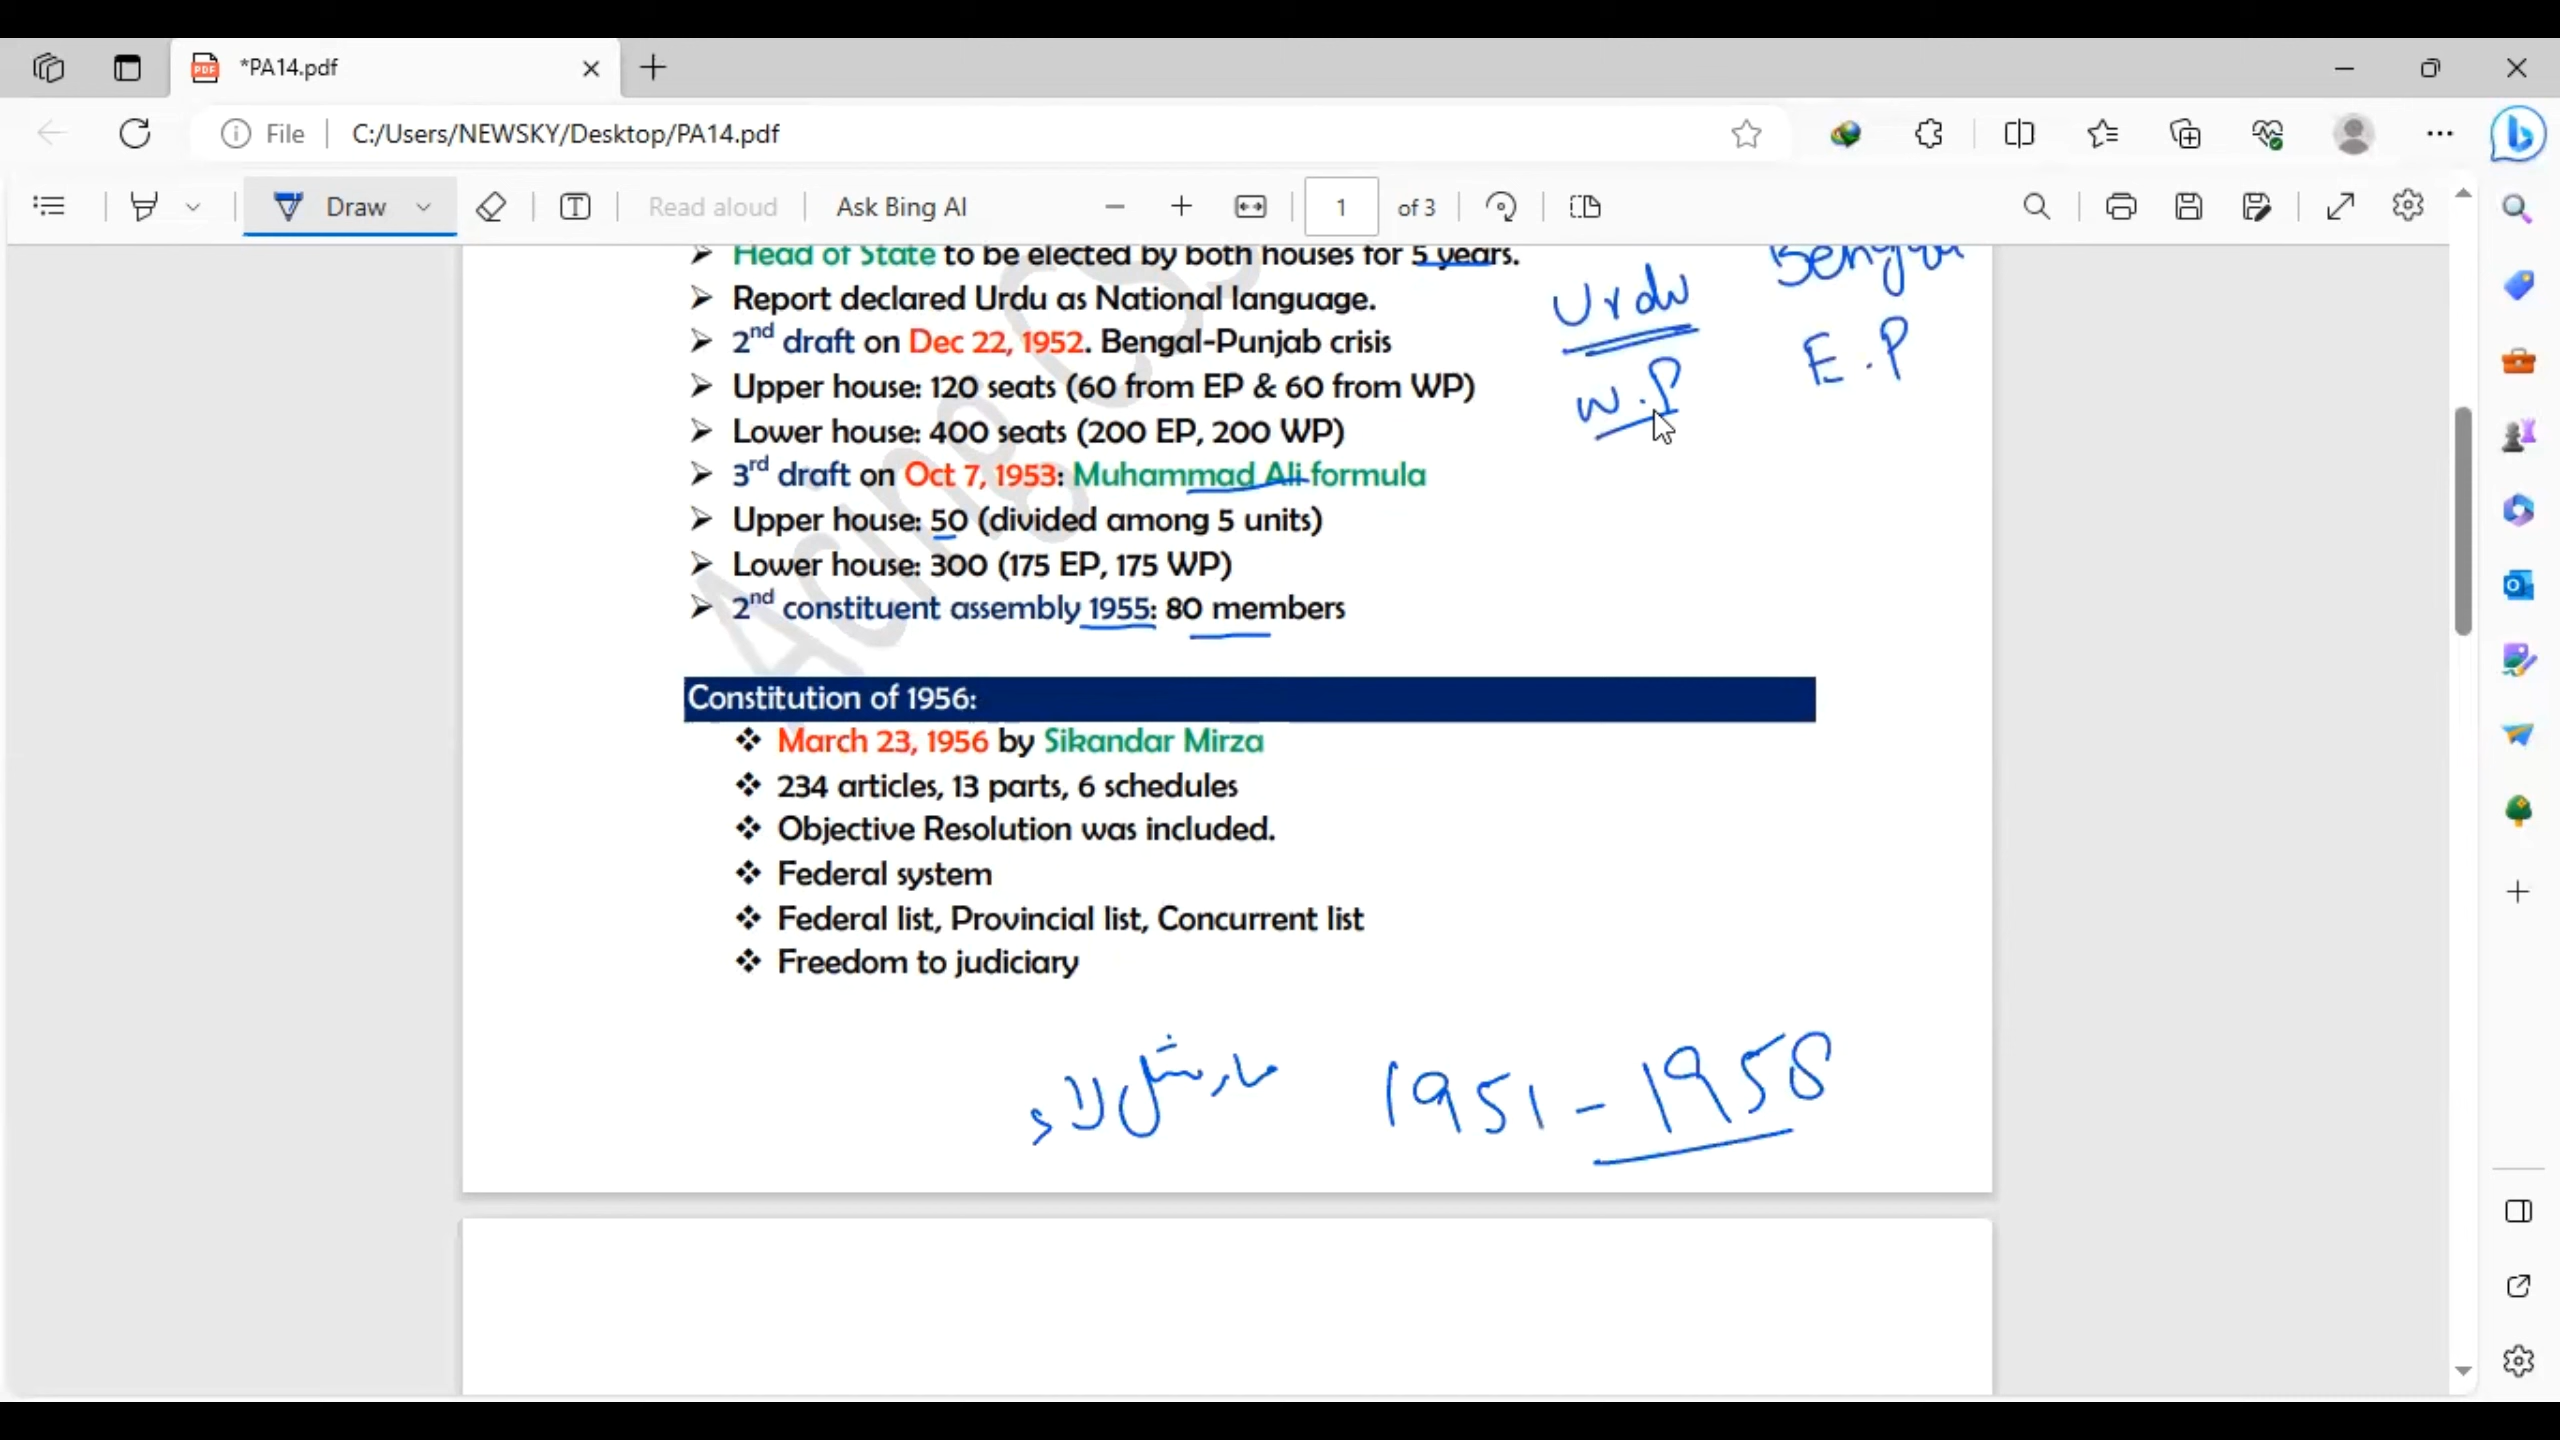 *PA14.pdf
File C:/Users/NEWSKY/Desktop/PA14.pdf
Draw Read aloud Ask Bing AI 1 of 3
Head of State to be elected by both houses for 5 years.
Bengali
Report declared Urdu as National language.
Urdu
2nd draft on Dec 22, 1952. Bengal-Punjab crisis
E.P
Upper house: 120 seats (60 from EP & 60 from WP)
W.P
Lower house: 400 seats (200 EP, 200 WP)
3rd draft on Oct 7, 1953: Muhammad Ali formula
Upper house: 50 (divided among 5 units)
Lower house: 300 (175 EP, 175 WP)
2nd constituent assembly 1955: 80 members
Constitution of 1956:
March 23, 1956 by Sikandar Mirza
234 articles, 13 parts, 6 schedules
Objective Resolution was included.
Federal system
Federal list, Provincial list, Concurrent list
Freedom to judiciary
مارشل لاء 1951 - 1958